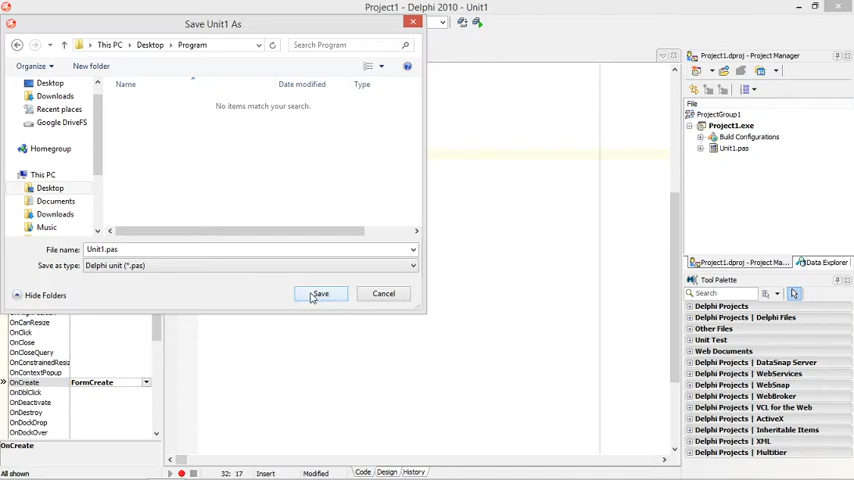 Project1 - Delphi 2010 - Unit1
Save Unit1 As
This PC
Desktop
Program
Search Program
Organize
New folder
Name
Date modified
Type
No items match your search.
Desktop
Downloads
Recent places
Google DriveFS
Homegroup
This PC
Desktop
Documents
Downloads
Music
File name:
Unit1.pas
Save as type:
Delphi unit (*.pas)
Hide Folders
Save
Cancel
OnCanResize
OnClick
OnClose
OnCloseQuery
OnConstrainedResiz
OnContextPopup
OnCreate
FormCreate
OnDblClick
OnDeactivate
OnDestroy
OnDockDrop
OnDockOver
OnCreate
All shown
32: 17
Insert
Modified
Code
Design
History
Project1.dproj - Project Manager
File
ProjectGroup1
Project1.exe
Build Configurations
Unit1.pas
Project1.dproj - Project Ma...
Data Explorer
Tool Palette
Search
Delphi Projects
Delphi Projects | Delphi Files
Other Files
Unit Test
Web Documents
Delphi Projects | DataSnap Server
Delphi Projects | WebServices
Delphi Projects | WebSnap
Delphi Projects | WebBroker
Delphi Projects | VCL for the Web
Delphi Projects | ActiveX
Delphi Projects | Inheritable Items
Delphi Projects | XML
Delphi Projects | Multitier